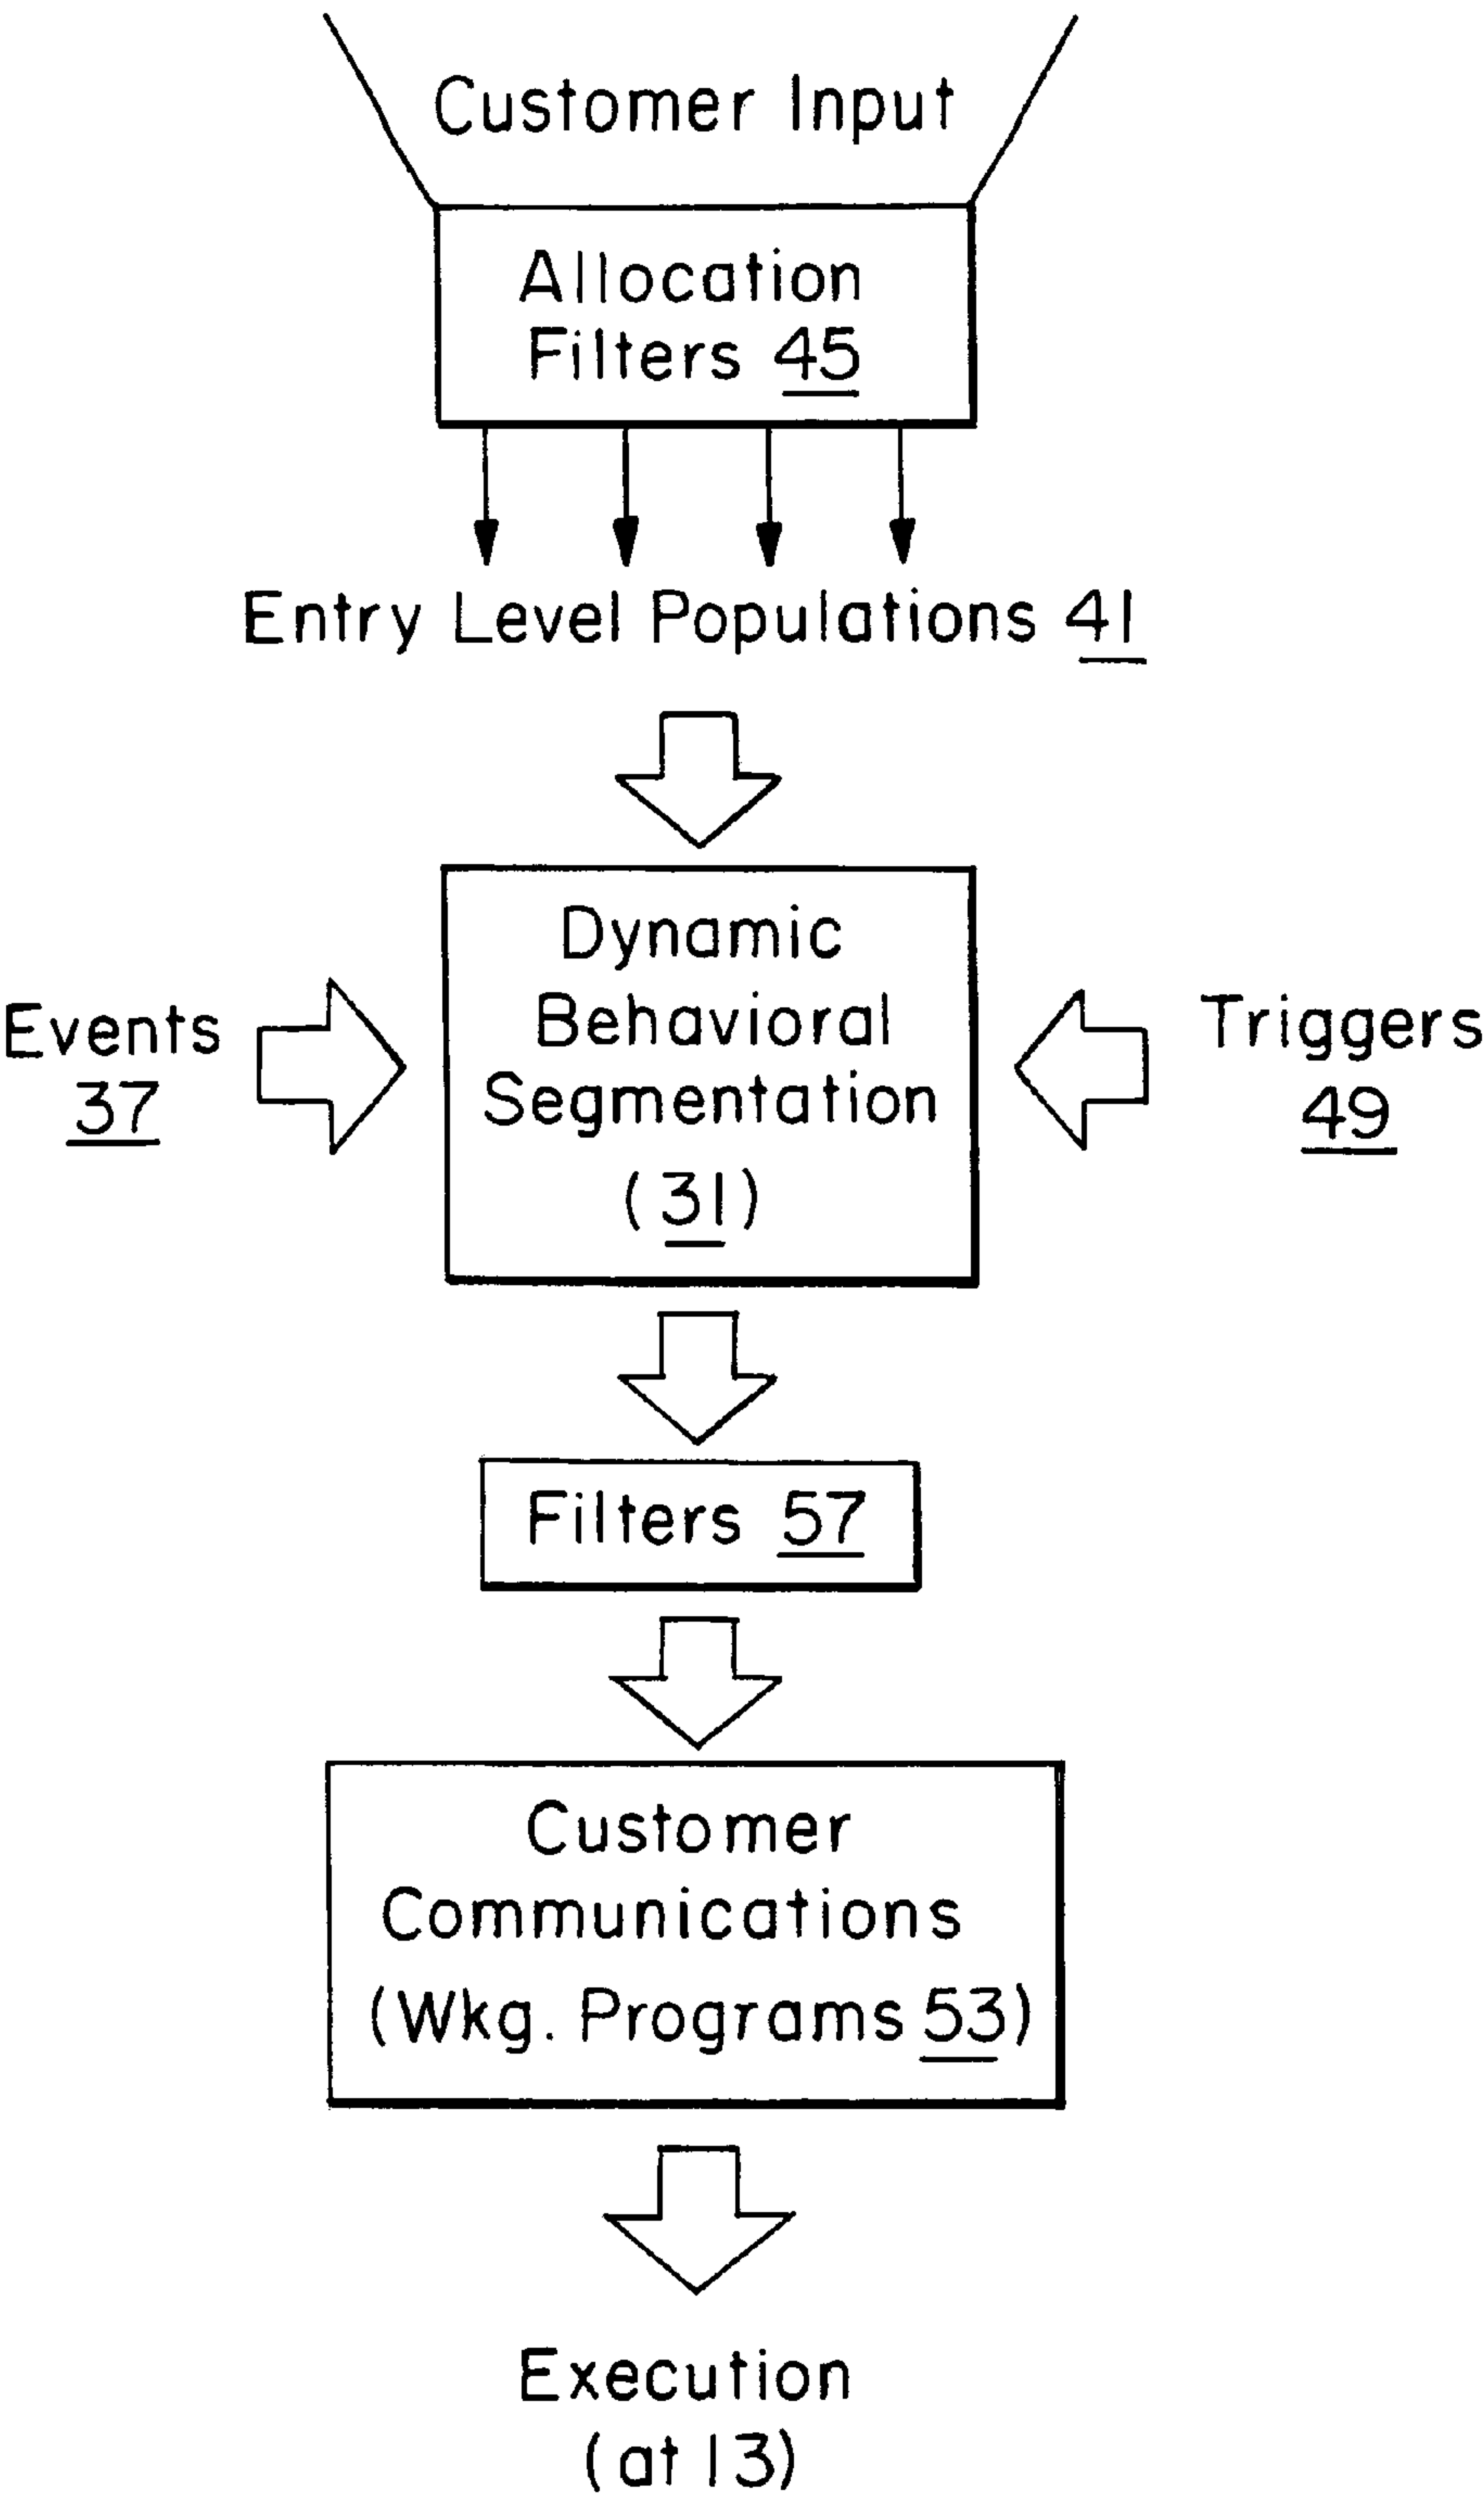 Customer Input
Allocation
Filters 45
Entry Level Populations 41
Dynamic
Behavioral
Segmentation
(31)
Events
37
Triggers
49
Filters 57
Customer
Communications
(Wkg. Programs 53)
Execution
(at 13)